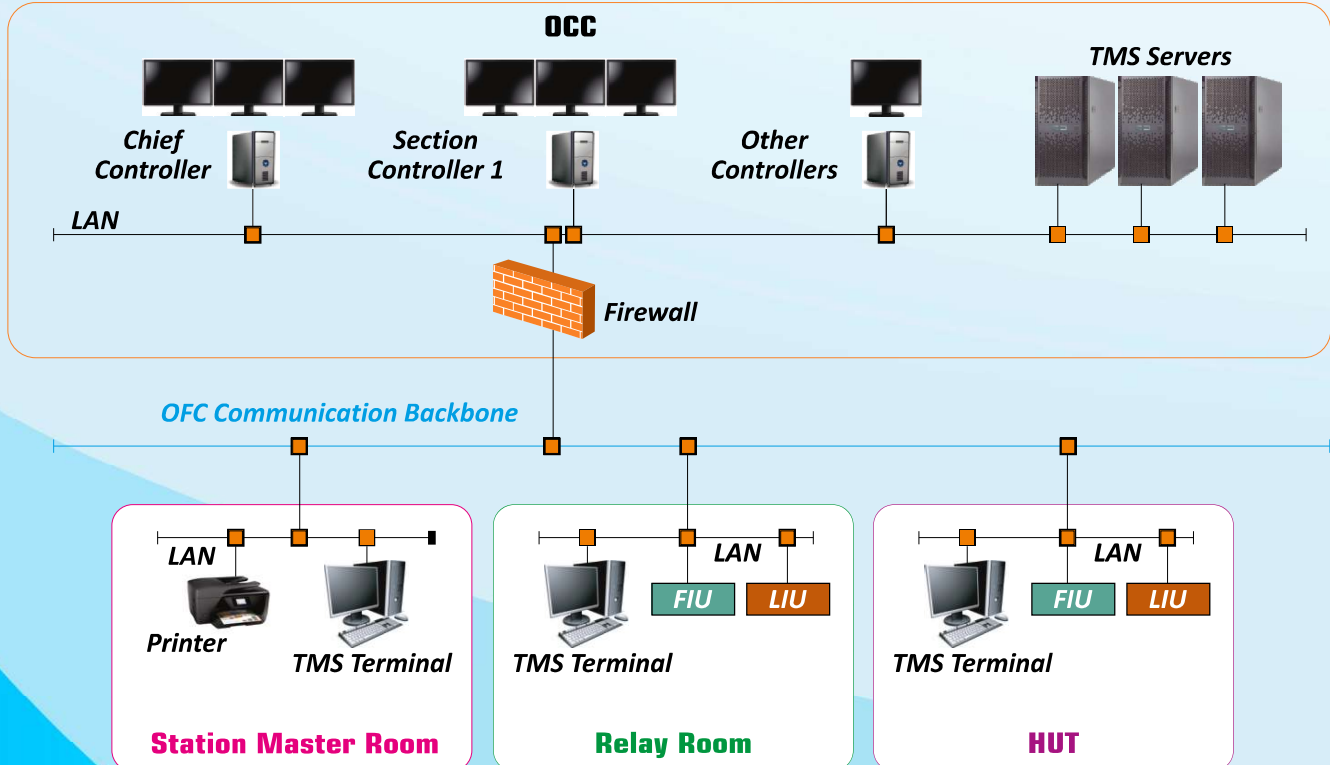 OCC
TMS Servers
Chief
Controller
Section
Controller 1
Other
Controllers
LAN
Firewall
OFC Communication Backbone
LAN
Printer
TMS Terminal
Station Master Room
LAN
FIU
LIU
TMS Terminal
Relay Room
LAN
FIU
LIU
TMS Terminal
HUT